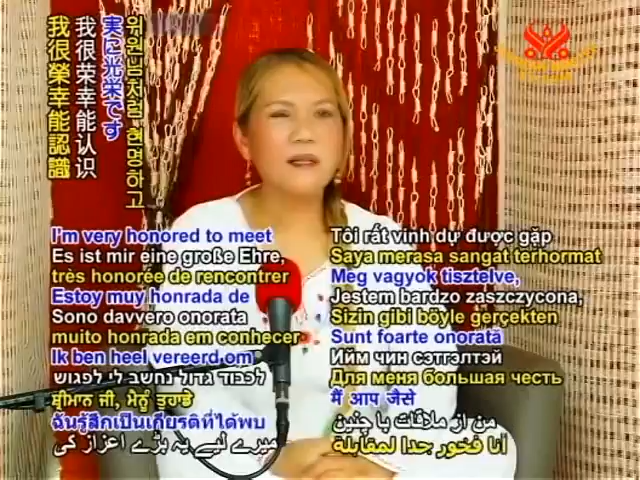 我很榮幸能認識
我很荣幸能认识
実に光栄です
위원님처럼 현명하고
I'm very honored to meet
Es ist mir eine große Ehre,
très honorée de rencontrer
Estoy muy honrada de
Sono davvero onorata
muito honrada em conhecer
Ik ben heel vereerd om
לכבוד גדול נחשב לי לפגוש
ਸ਼੍ਰੀਮਾਨ ਜੀ, ਮੈਨੂੰ ਤੁਹਾਡੇ
ฉันรู้สึกเป็นเกียรติที่ได้พบ
میرے لیے یہ بڑے اعزاز کی
Tôi rất vinh dự được gặp
Saya merasa sangat terhormat
Meg vagyok tisztelve,
Jestem bardzo zaszczycona,
Sizin gibi böyle gerçekten
Sunt foarte onorată
Ийм чин сэтгэлтэй
Для меня большая честь
मैं आप जैसे
من از ملاقات با چنین
أنا فخور جدا لمقابلة